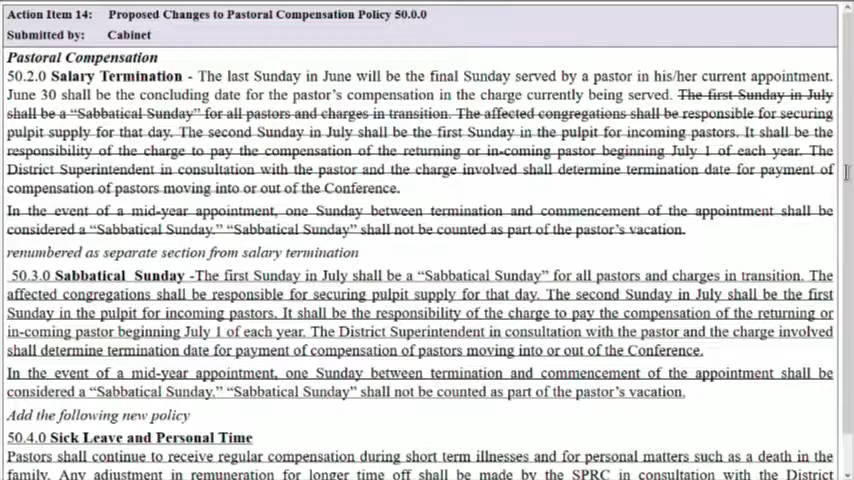 Action Item 14: Proposed Changes to Pastoral Compensation Policy 50.0.0
Submitted by: Cabinet
Pastoral Compensation
50.2.0 Salary Termination - The last Sunday in June will be the final Sunday served by a pastor in his/her current appointment.
June 30 shall be the concluding date for the pastor's compensation in the charge currently being served. The first Sunday in July
shall be a "Sabbatical Sunday" for all pastors and charges in transition. The affected congregations shall be responsible for securing
pulpit supply for that day. The second Sunday in July shall be the first Sunday in the pulpit for incoming pastors. It shall be the
responsibility of the charge to pay the compensation of the returning or in-coming pastor beginning July 1 of each year. The
District Superintendent in consultation with the pastor and the charge involved shall determine termination date for payment of
compensation of pastors moving into or out of the Conference.
In the event of a mid-year appointment, one Sunday between termination and commencement of the appointment shall be
considered a "Sabbatical Sunday." "Sabbatical Sunday" shall not be counted as part of the pastor's vacation.
renumbered as separate section from salary termination
50.3.0 Sabbatical Sunday -The first Sunday in July shall be a "Sabbatical Sunday" for all pastors and charges in transition. The
affected congregations shall be responsible for securing pulpit supply for that day. The second Sunday in July shall be the first
Sunday in the pulpit for incoming pastors. It shall be the responsibility of the charge to pay the compensation of the returning or
in-coming pastor beginning July 1 of each year. The District Superintendent in consultation with the pastor and the charge involved
shall determine termination date for payment of compensation of pastors moving into or out of the Conference.
In the event of a mid-year appointment, one Sunday between termination and commencement of the appointment shall be
considered a "Sabbatical Sunday." "Sabbatical Sunday" shall not be counted as part of the pastor's vacation.
Add the following new policy
50.4.0 Sick Leave and Personal Time
Pastors shall continue to receive regular compensation during short term illnesses and for personal matters such as a death in the
family. Any adjustment in remuneration for longer time off shall be made by the SPRC in consultation with the District